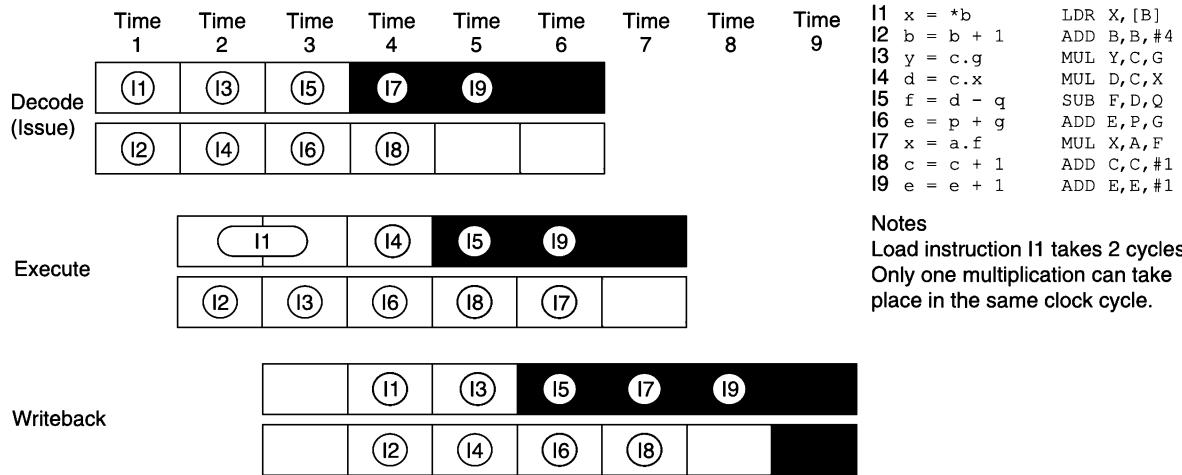 Time 1 Time 2 Time 3 Time 4 Time 5 Time 6 Time 7 Time 8 Time 9
Decode (Issue)
I1 I3 I5 I7 I9
I2 I4 I6 I8
Execute
I1 I4 I5 I9
I2 I3 I6 I8 I7
Writeback
I1 I3 I5 I7 I9
I2 I4 I6 I8
I1 x = *b LDR X,[B]
I2 b = b + 1 ADD B,B,#4
I3 y = c.g MUL Y,C,G
I4 d = c.x MUL D,C,X
I5 f = d - q SUB F,D,Q
I6 e = p + g ADD E,P,G
I7 x = a.f MUL X,A,F
I8 c = c + 1 ADD C,C,#1
I9 e = e + 1 ADD E,E,#1
Notes
Load instruction I1 takes 2 cycles
Only one multiplication can take
place in the same clock cycle.